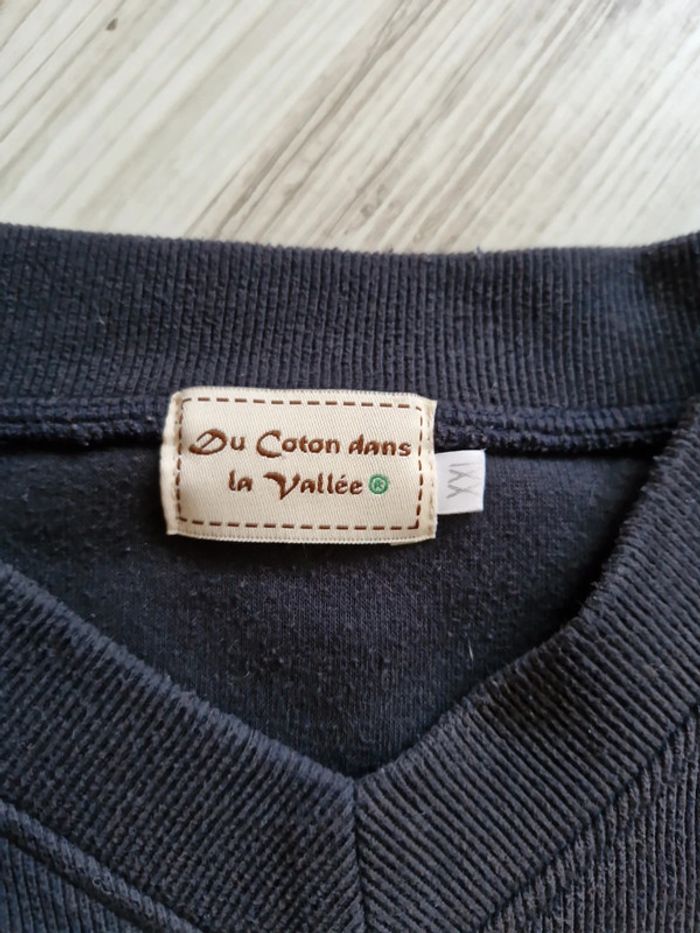 Du Coton dans
la Vallée ®
XXL